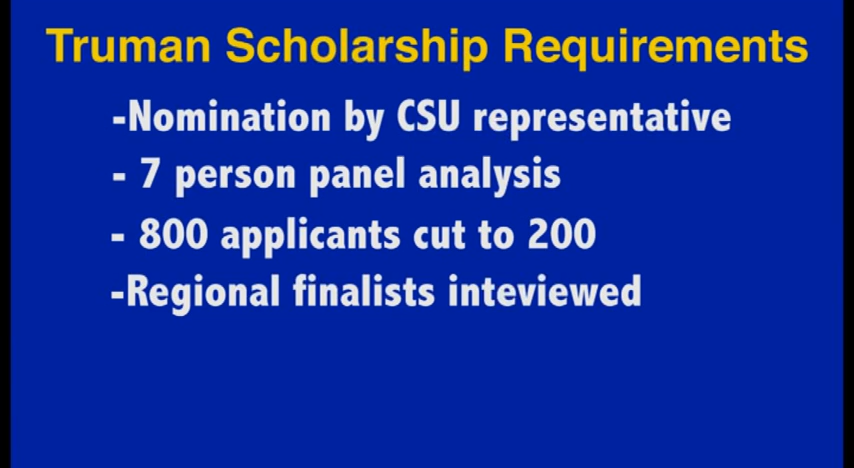 Truman Scholarship Requirements
-Nomination by CSU representative
- 7 person panel analysis
- 800 applicants cut to 200
-Regional finalists inteviewed